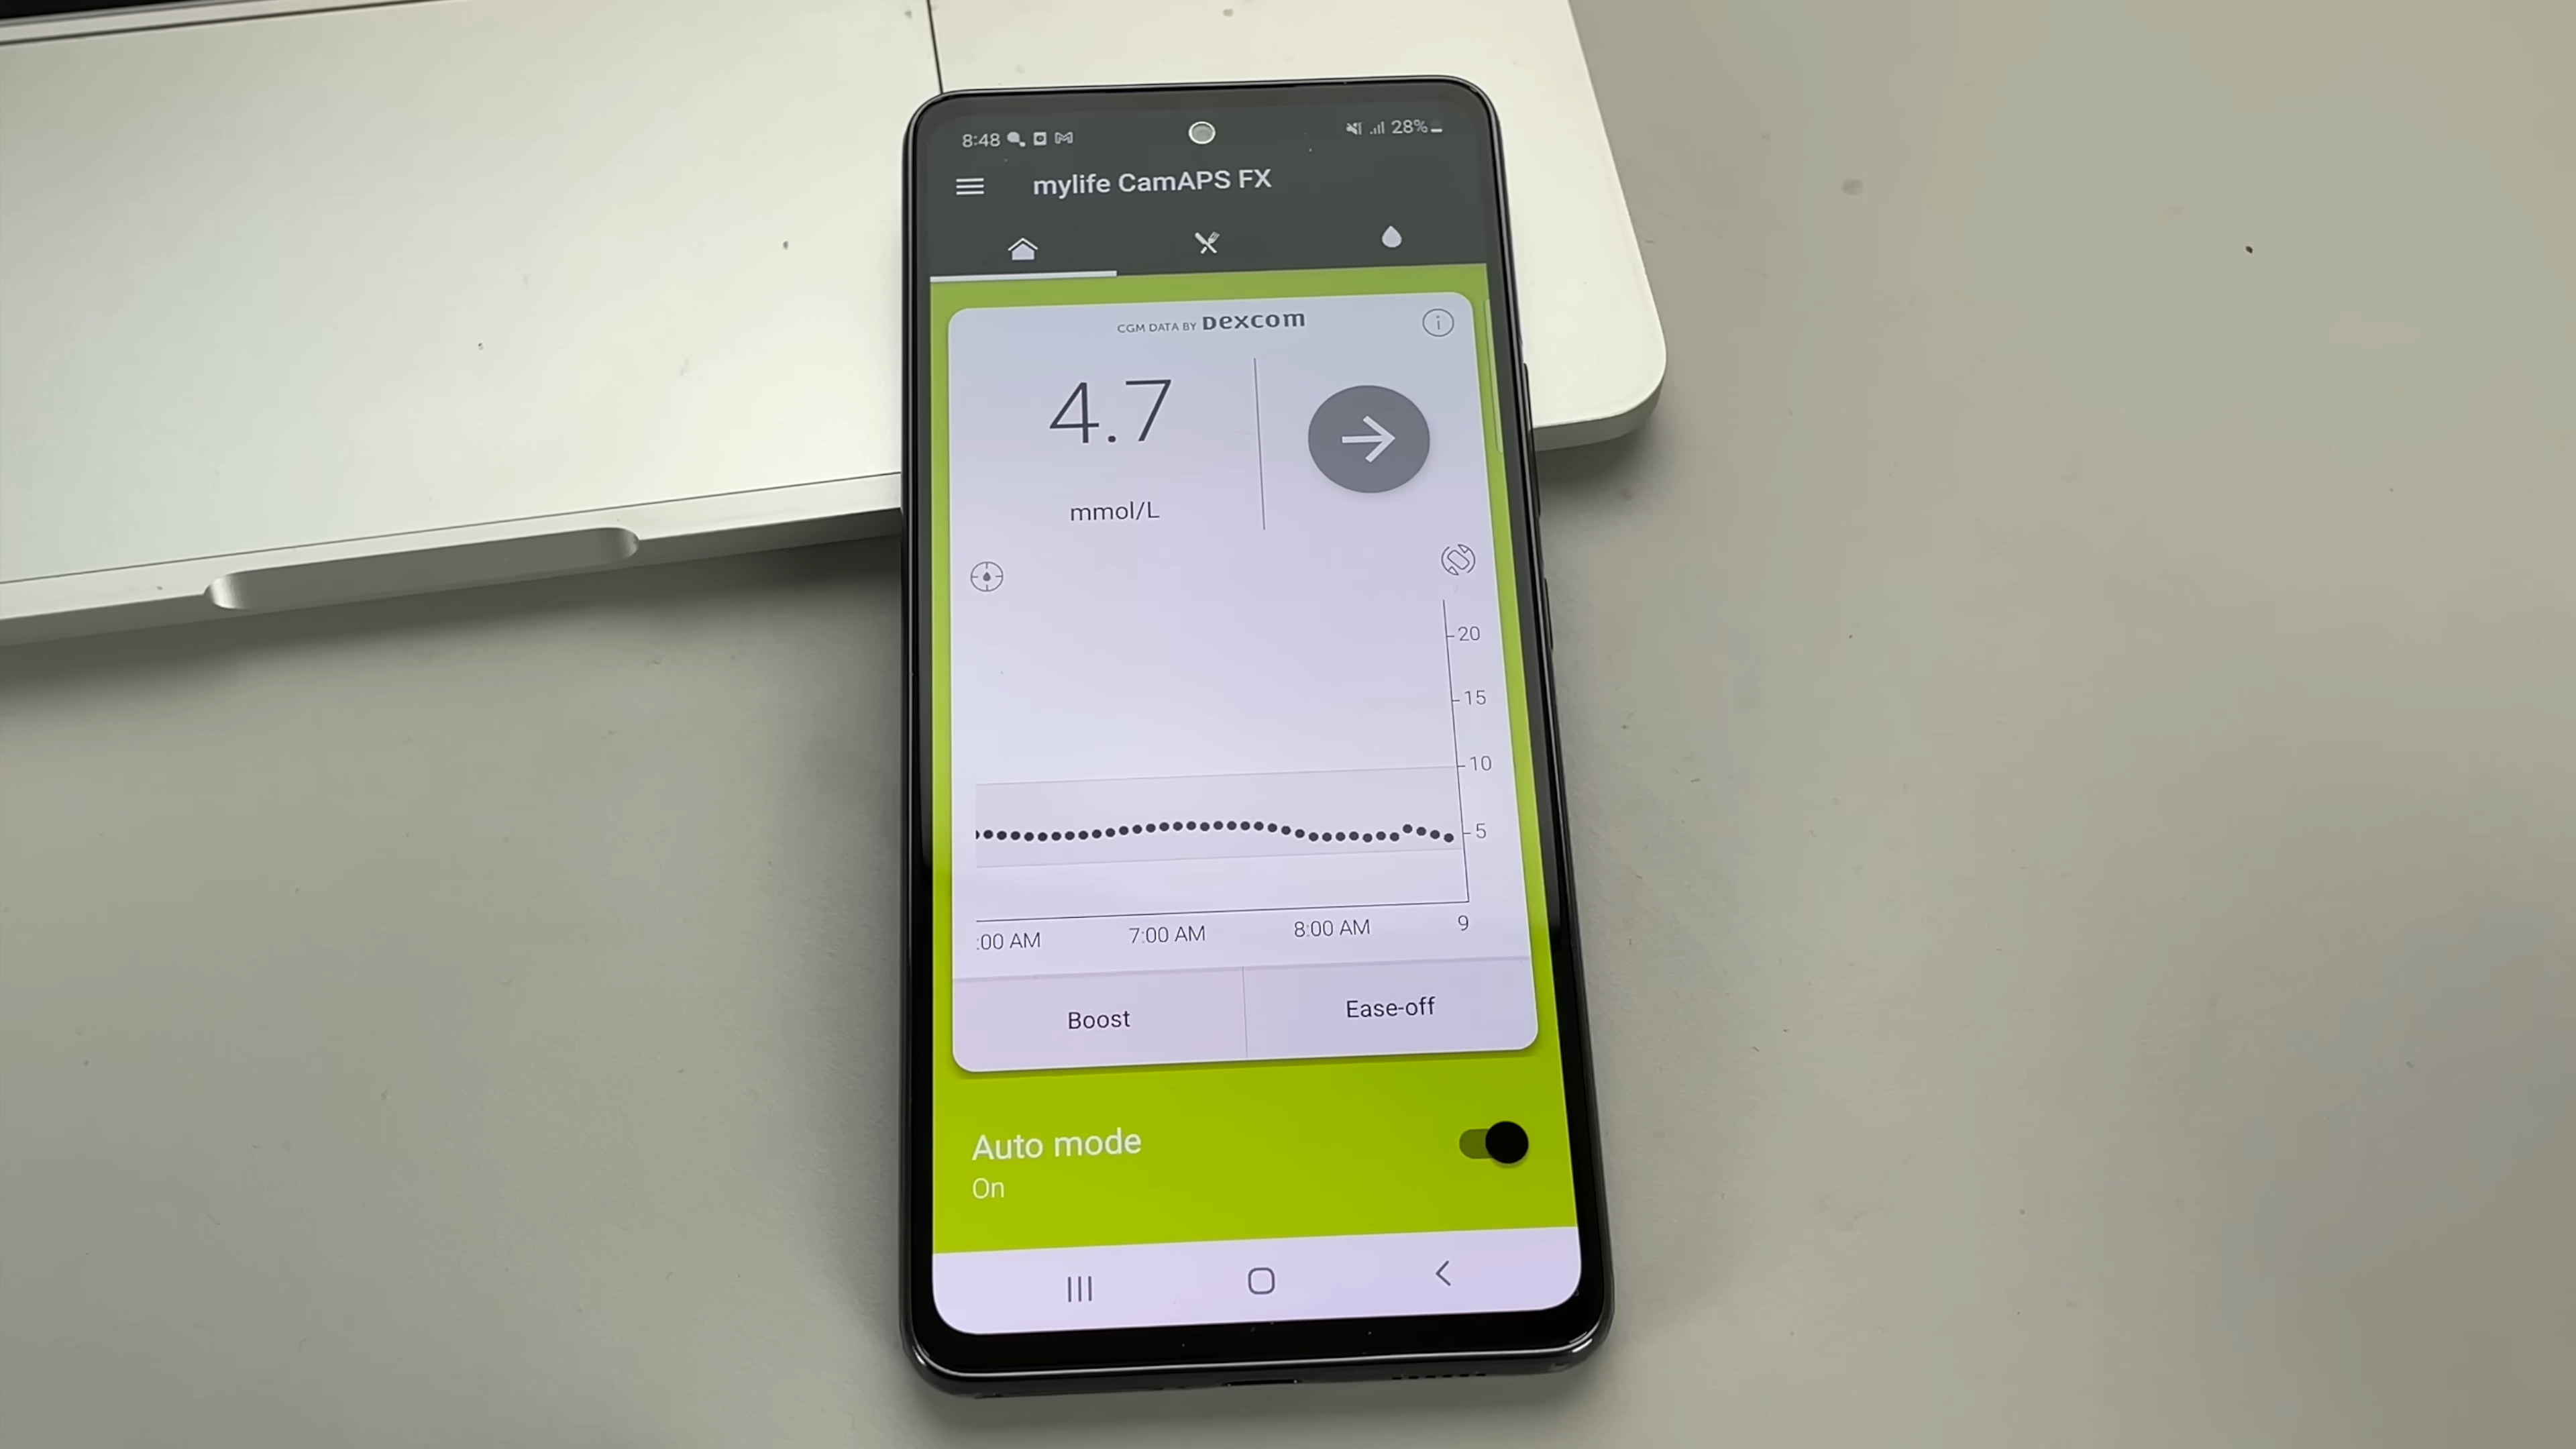 8:48
28%
mylife CamAPS FX
CGM DATA BY Dexcom
4.7
mmol/L
20
15
10
5
:00 AM 7:00 AM 8:00 AM 9
Boost Ease-off
Auto mode
On